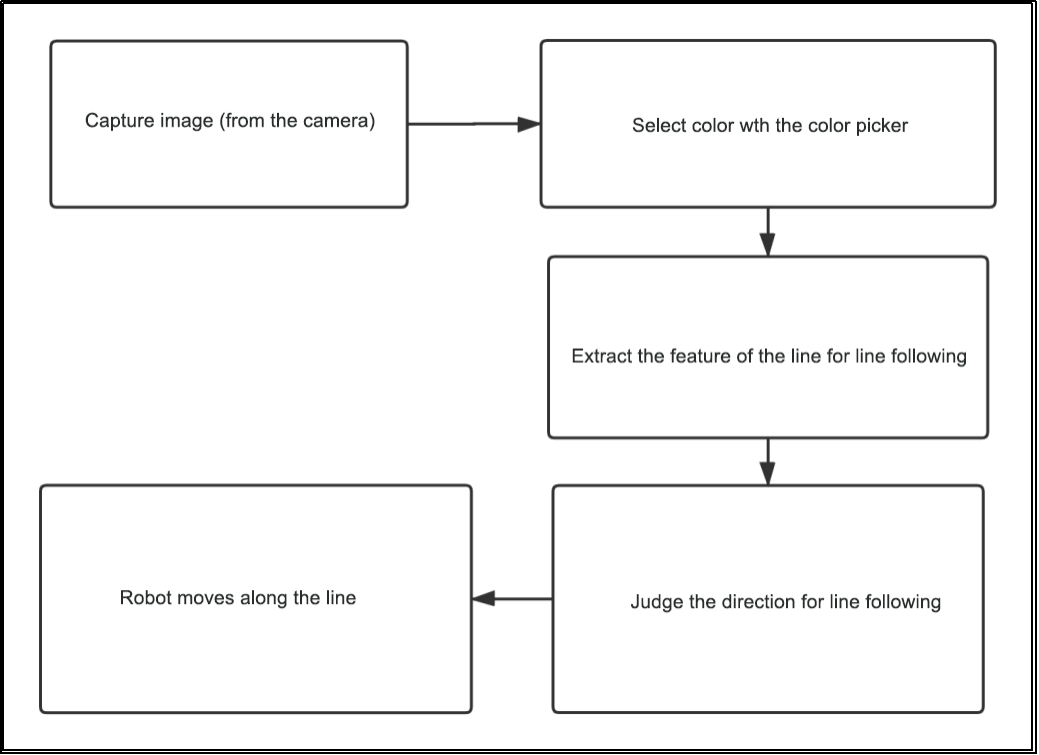 Capture image (from the camera)
Select color wth the color picker
Extract the feature of the line for line following
Judge the direction for line following
Robot moves along the line